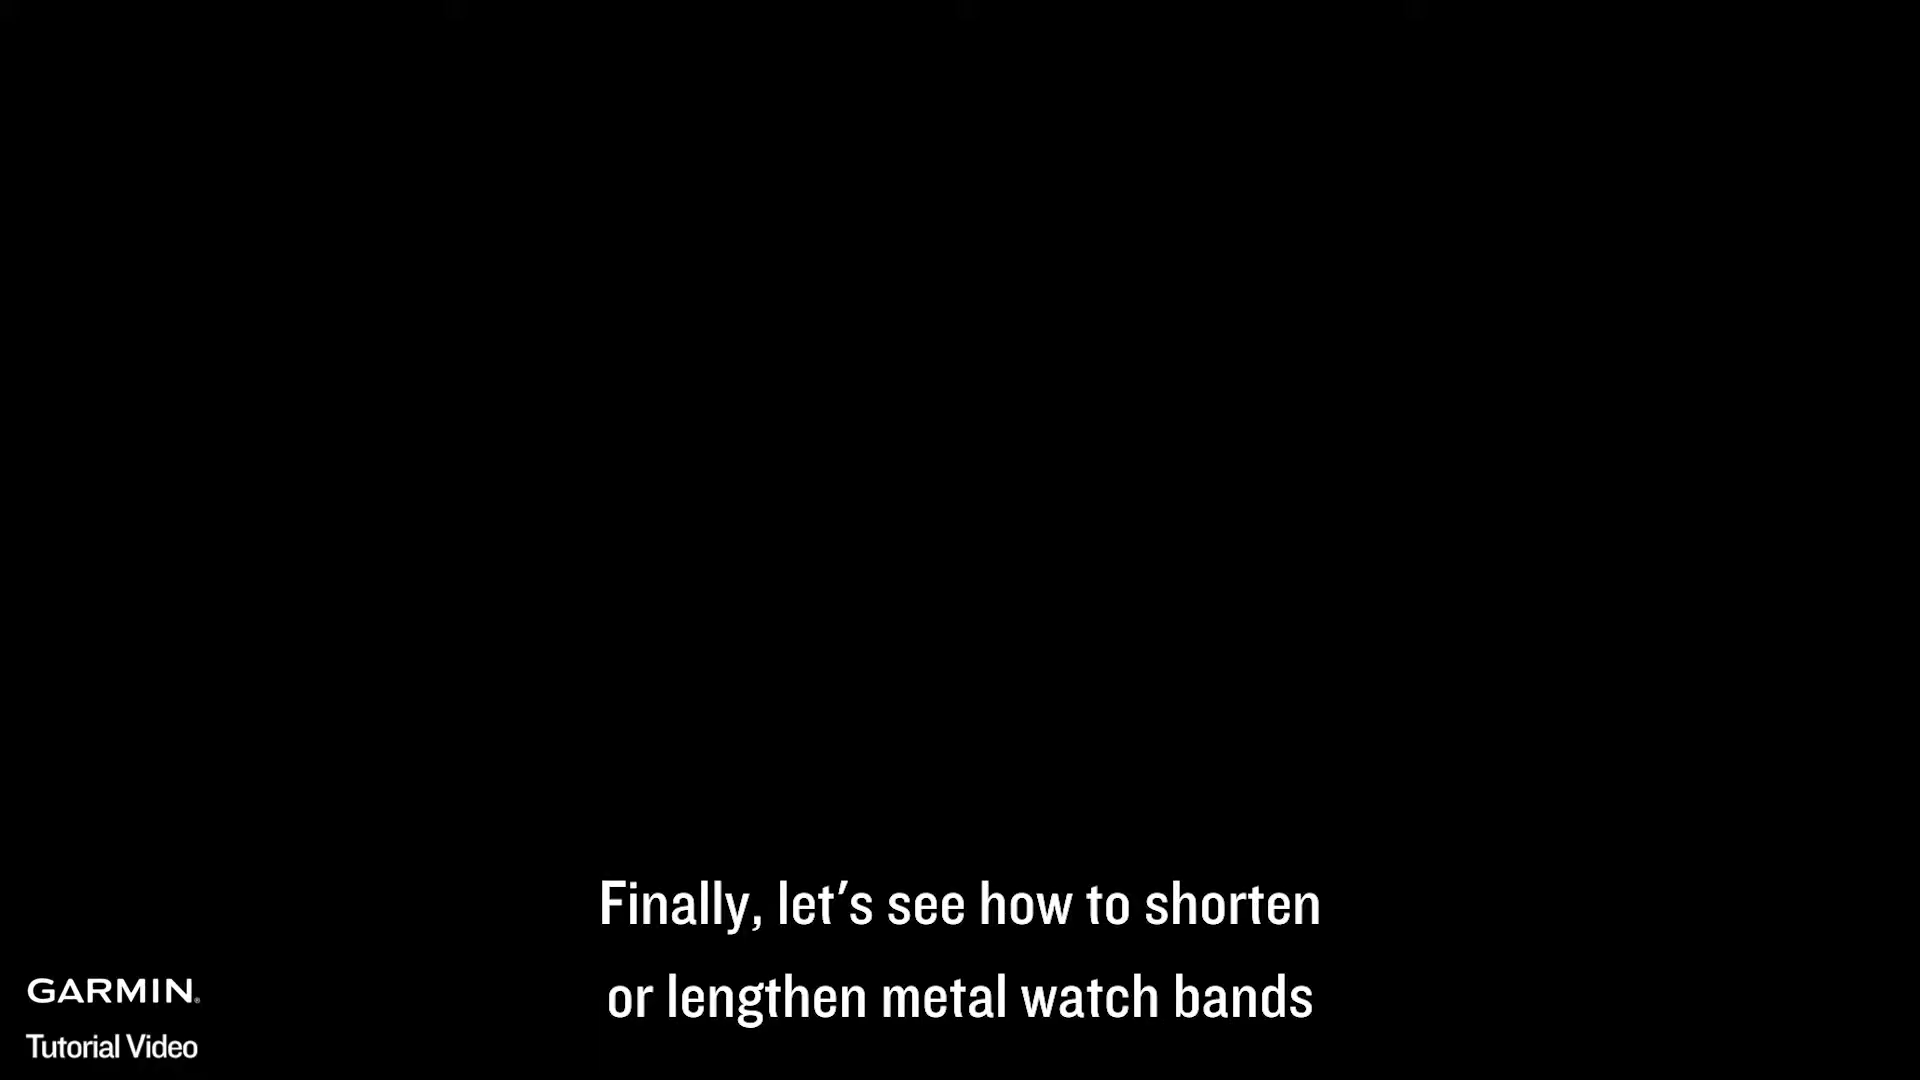 Finally, let's see how to shorten
or lengthen metal watch bands
GARMIN®
Tutorial Video